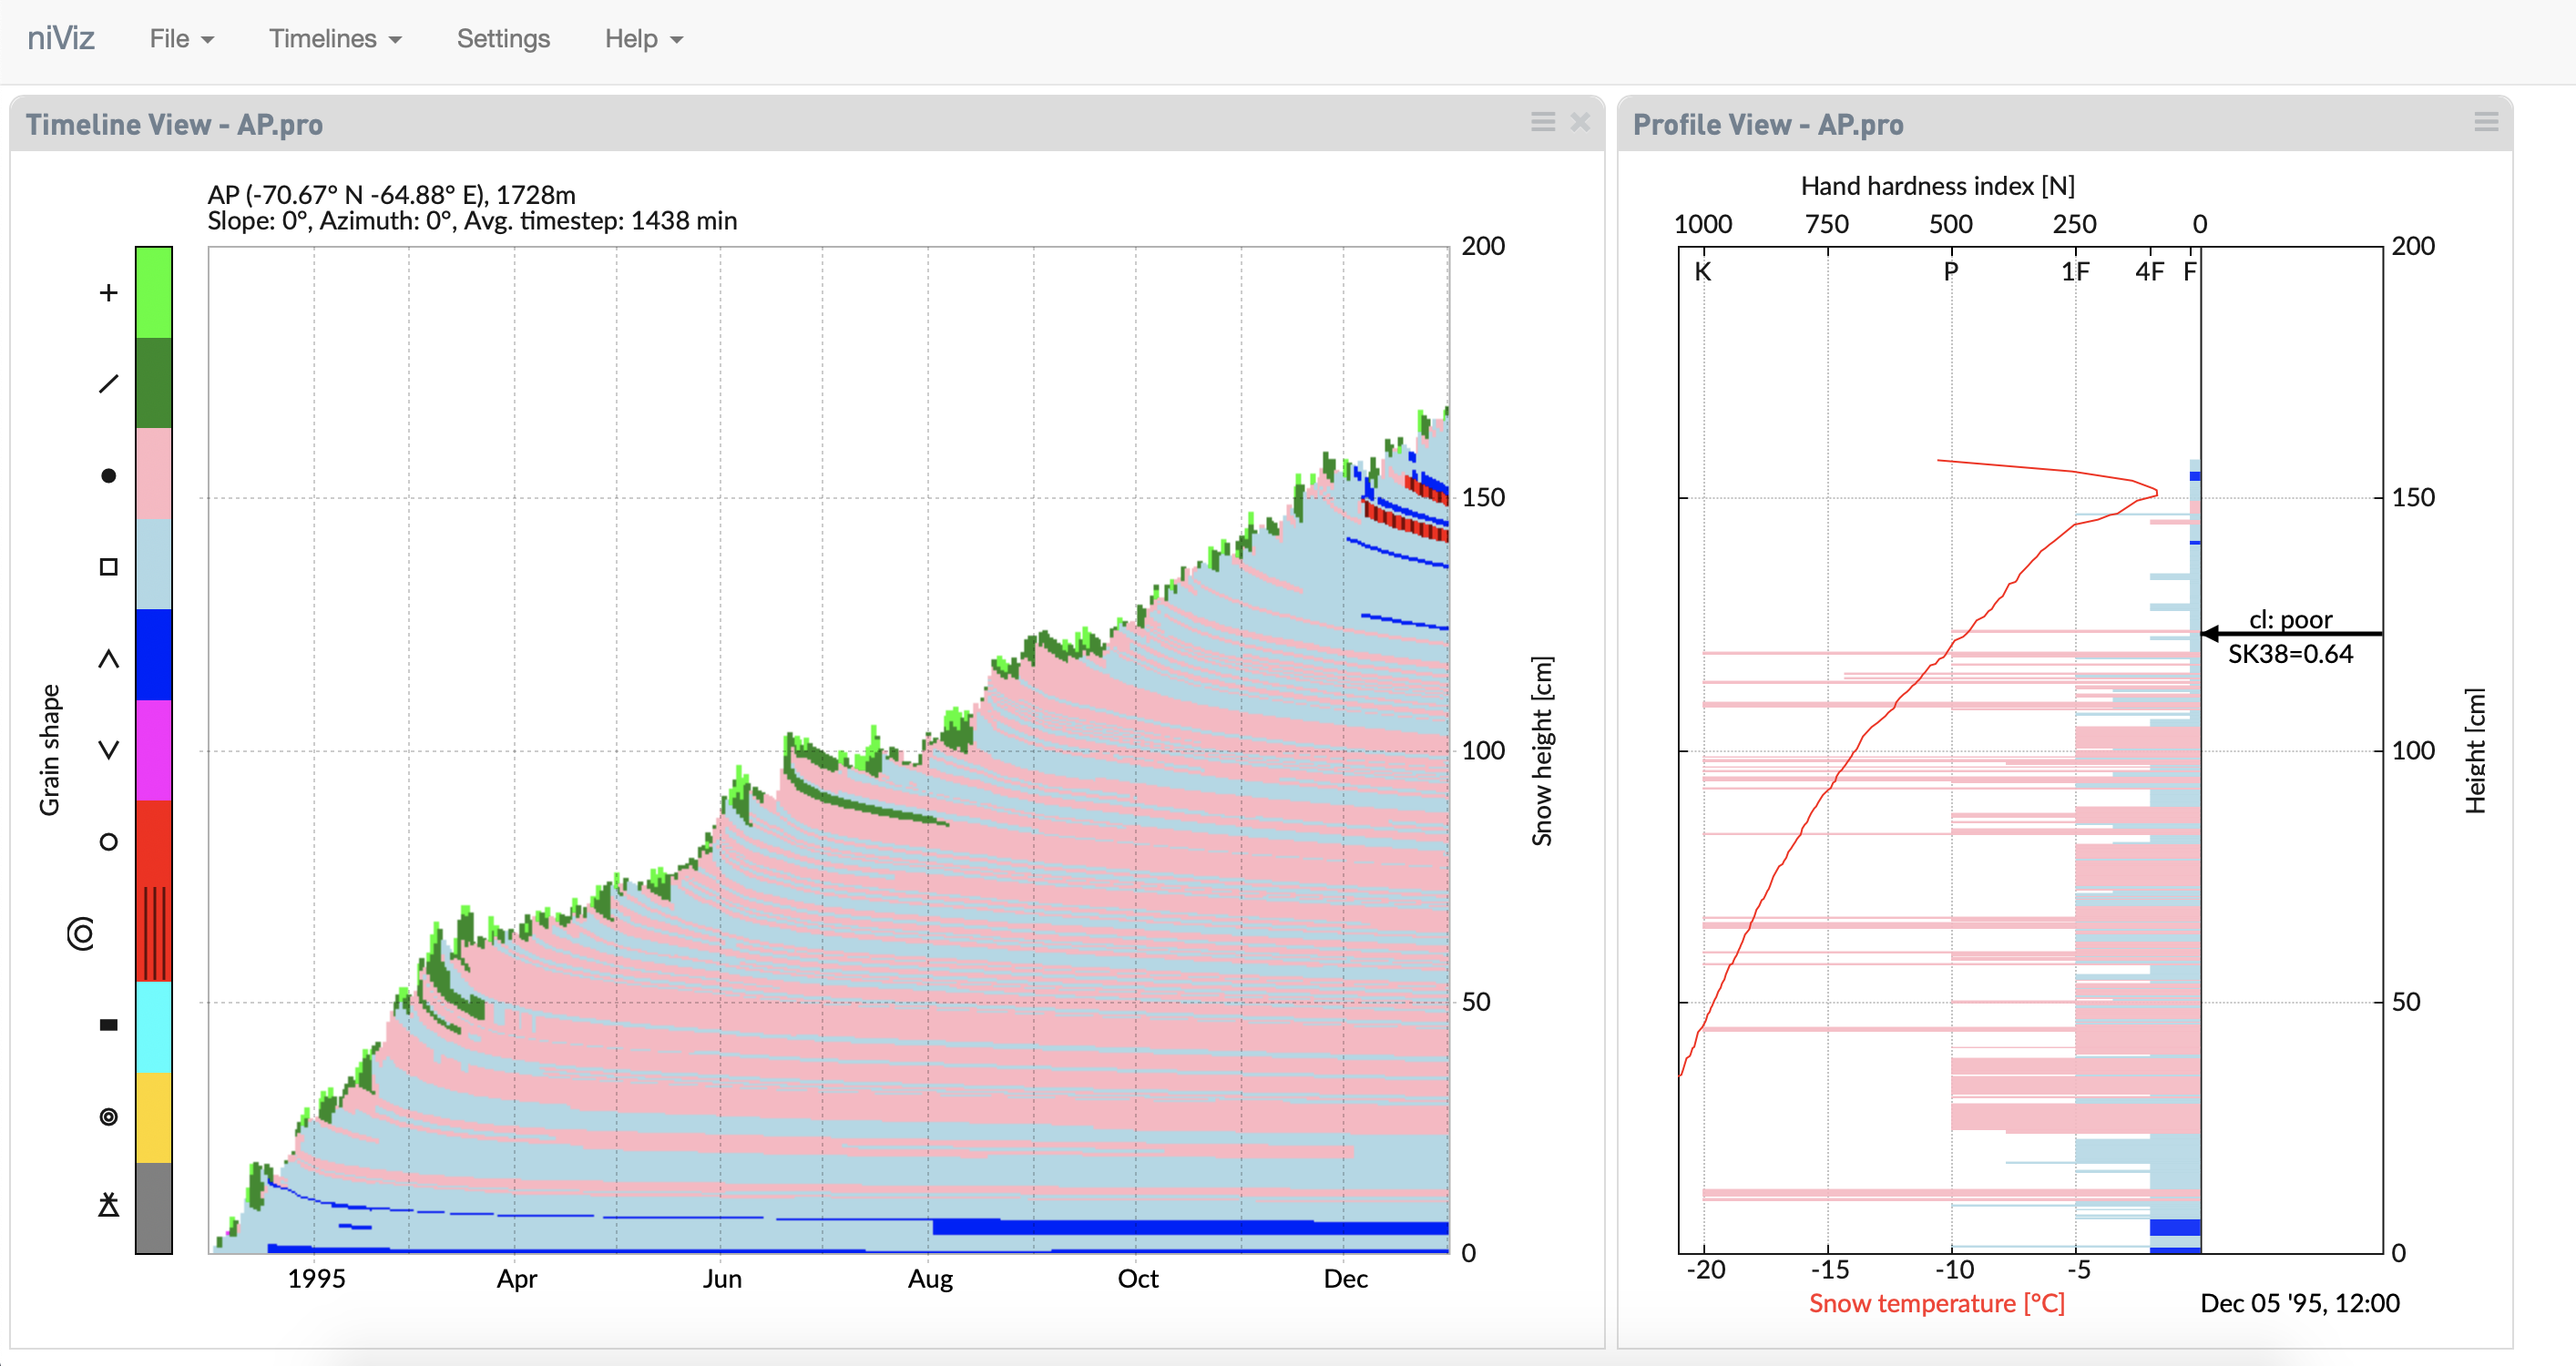 niViz File Timelines Settings Help
Timeline View - AP.pro
AP (-70.67° N -64.88° E), 1728m
Slope: 0°, Azimuth: 0°, Avg. timestep: 1438 min
Grain shape
200
150
100
50
0
Snow height [cm]
1995 Apr Jun Aug Oct Dec
Profile View - AP.pro
Hand hardness index [N]
1000 750 500 250 0
K P 1F 4F F
200
150
100
50
0
cl: poor
SK38=0.64
Height [cm]
-20 -15 -10 -5
Snow temperature [°C]
Dec 05 '95, 12:00